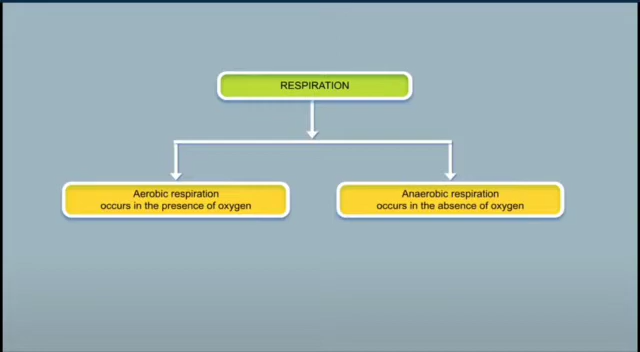 RESPIRATION
Aerobic respiration
occurs in the presence of oxygen
Anaerobic respiration
occurs in the absence of oxygen